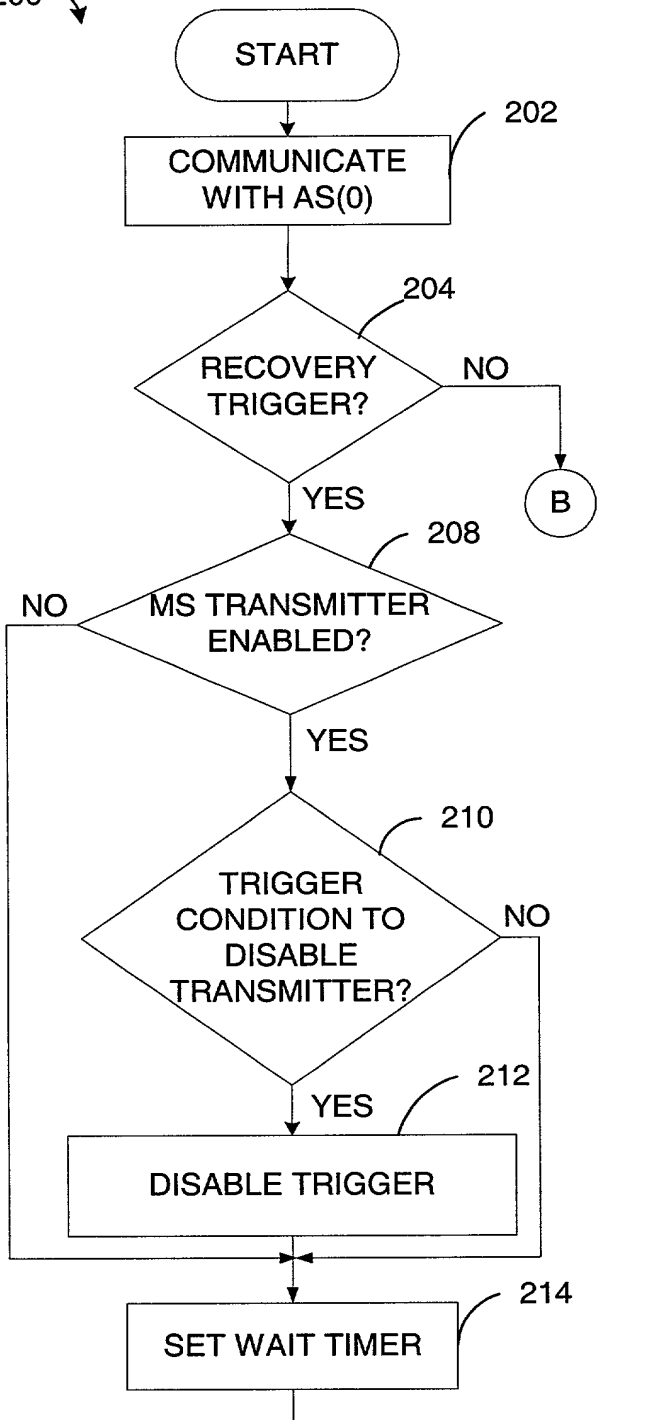 START
202
COMMUNICATE
WITH AS(0)
204
RECOVERY
TRIGGER?
NO
B
YES
208
NO
MS TRANSMITTER
ENABLED?
YES
210
TRIGGER
CONDITION TO
DISABLE
TRANSMITTER?
NO
212
YES
DISABLE TRIGGER
214
SET WAIT TIMER